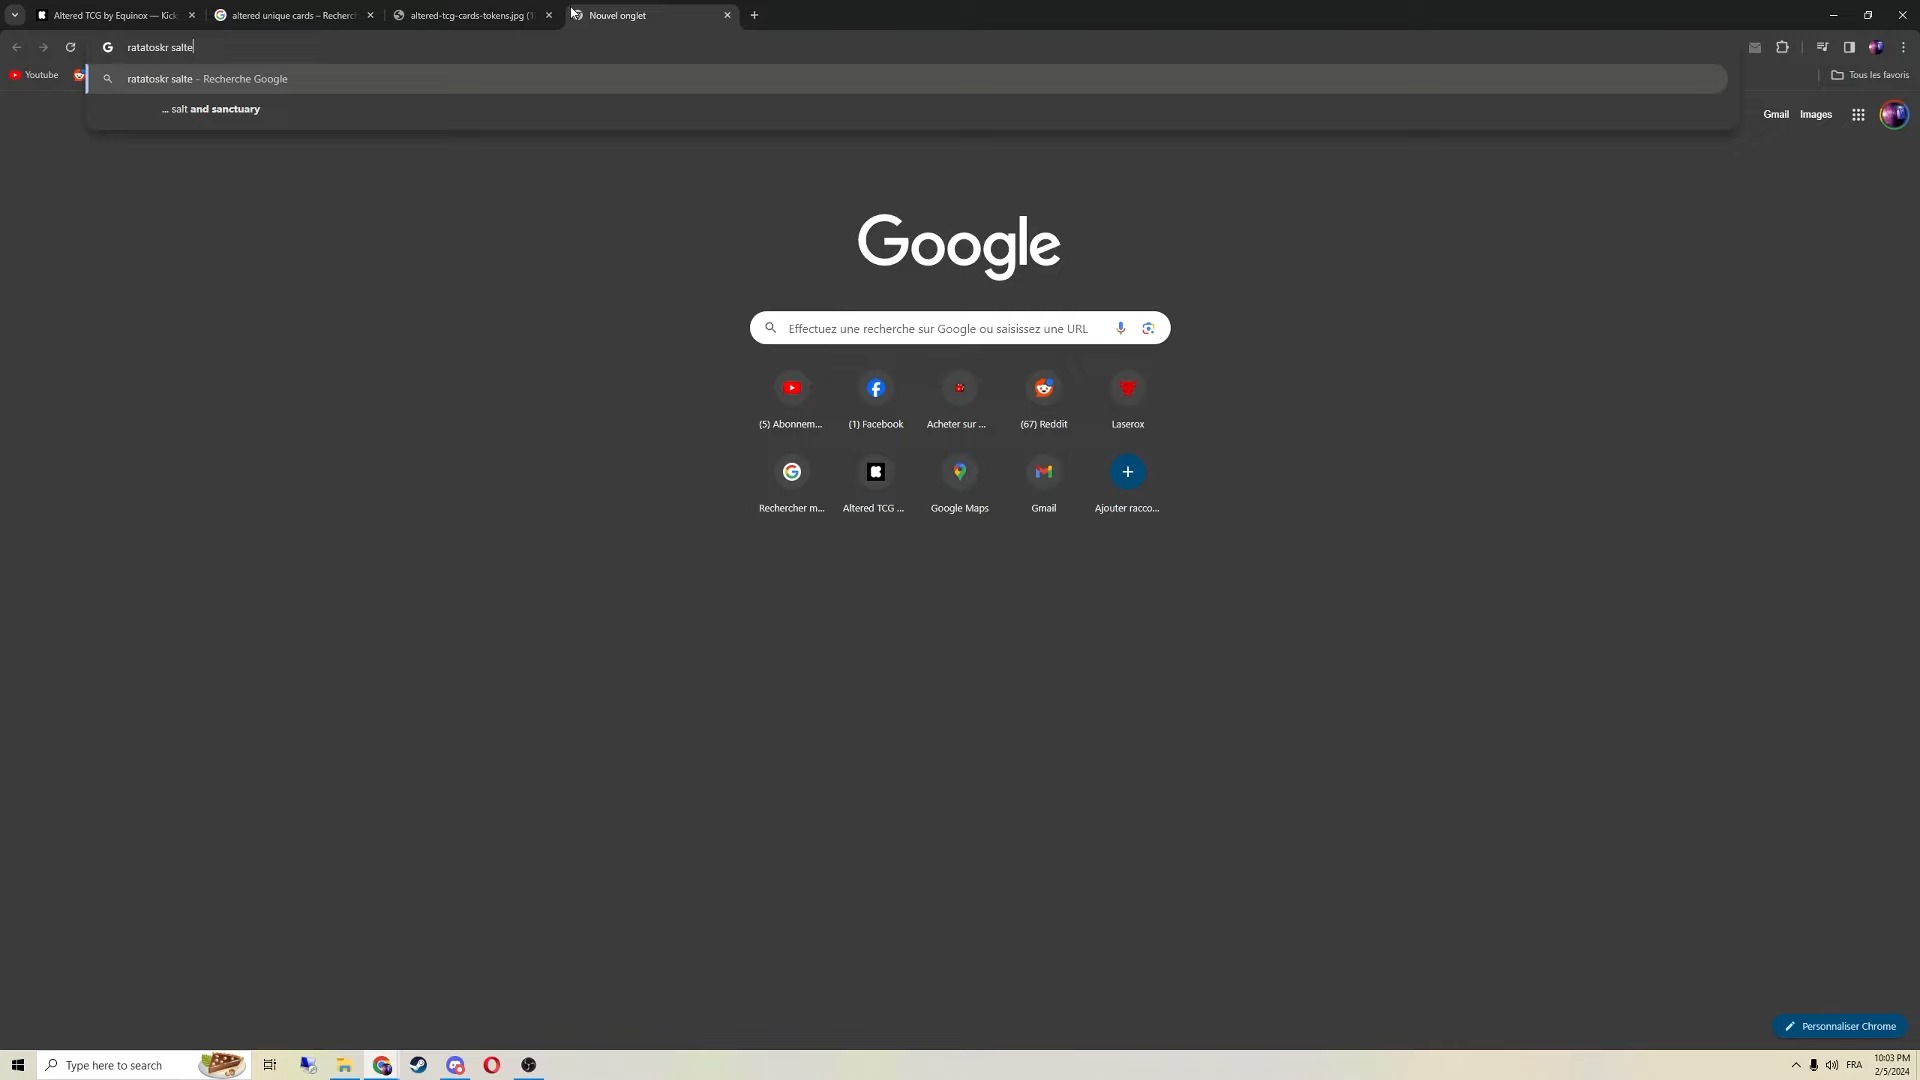 Altered TCG by Equinox — Kick
altered unique cards – Recherc
altered-tcg-cards-tokens.jpg (1
Nouvel onglet
ratatoskr salte
Youtube
ratatoskr salte - Recherche Google
... salt and sanctuary
Tous les favoris
Gmail
Images
Google
Effectuez une recherche sur Google ou saisissez une URL
(5) Abonnem...
(1) Facebook
Acheter sur ...
(67) Reddit
Laserox
Rechercher m...
Altered TCG ...
Google Maps
Gmail
Ajouter racco...
Personnaliser Chrome
Type here to search
FRA
10:03 PM
2/5/2024